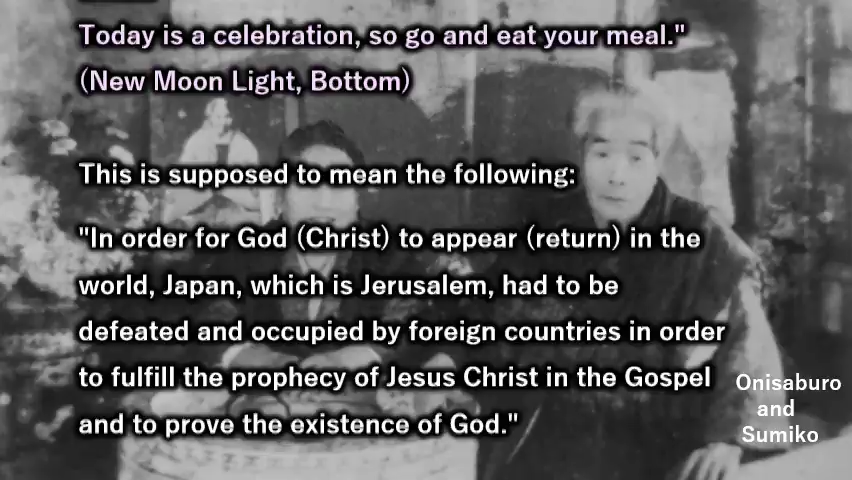 Today is a celebration, so go and eat your meal."
(New Moon Light, Bottom)
This is supposed to mean the following:
"In order for God (Christ) to appear (return) in the
world, Japan, which is Jerusalem, had to be
defeated and occupied by foreign countries in order
to fulfill the prophecy of Jesus Christ in the Gospel
and to prove the existence of God."
Onisaburo
and
Sumiko